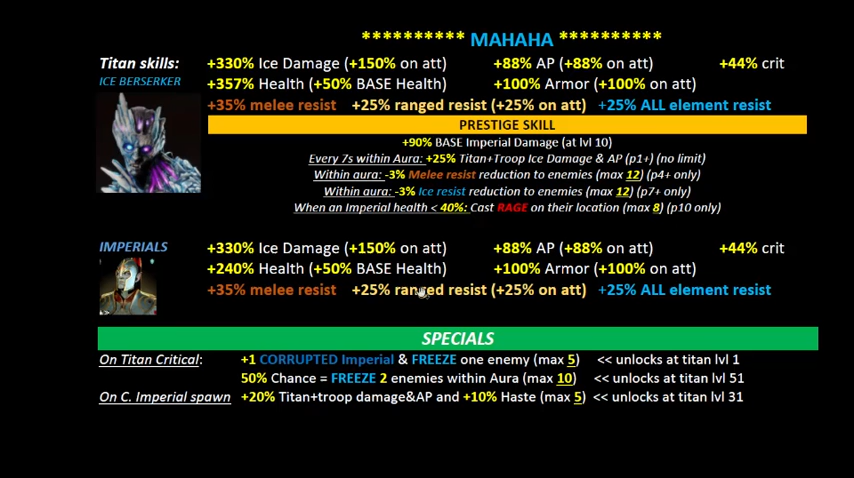 ********** MAHAHA **********
Titan skills: +330% Ice Damage (+150% on att) +88% AP (+88% on att) +44% crit
ICE BERSERKER +357% Health (+50% BASE Health) +100% Armor (+100% on att)
+35% melee resist +25% ranged resist (+25% on att) +25% ALL element resist
PRESTIGE SKILL
+90% BASE Imperial Damage (at lvl 10)
Every 7s within Aura: +25% Titan+Troop Ice Damage & AP (p1+) (no limit)
Within aura: -3% Melee resist reduction to enemies (max 12) (p4+ only)
Within aura: -3% Ice resist reduction to enemies (max 12) (p7+ only)
When an Imperial health < 40%: Cast RAGE on their location (max 8) (p10 only)
IMPERIALS +330% Ice Damage (+150% on att) +88% AP (+88% on att) +44% crit
+240% Health (+50% BASE Health) +100% Armor (+100% on att)
+35% melee resist +25% ranged resist (+25% on att) +25% ALL element resist
SPECIALS
On Titan Critical: +1 CORRUPTED Imperial & FREEZE one enemy (max 5) << unlocks at titan lvl 1
50% Chance = FREEZE 2 enemies within Aura (max 10) << unlocks at titan lvl 51
On C. Imperial spawn +20% Titan+troop damage&AP and +10% Haste (max 5) << unlocks at titan lvl 31